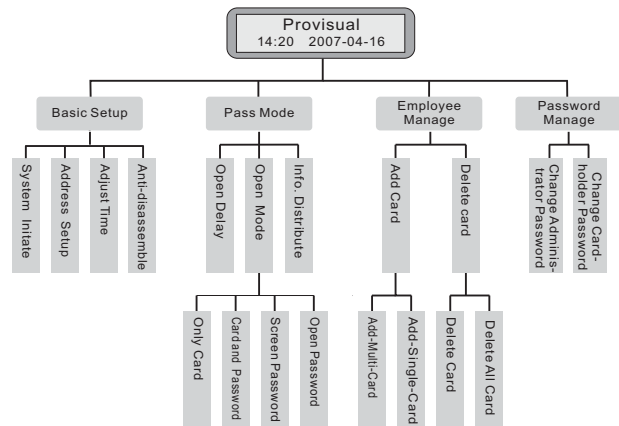 Provisual
14:20 2007-04-16
Basic Setup
Pass Mode
Employee
Manage
Password
Manage
System Initate
Address Setup
Adjust Time
Anti-disassemble
Open Delay
Open Mode
Info. Distribute
Add Card
Delete card
Change Adminis-
trator Password
Change Card-
holder Password
Only Card
Card and Password
Screen Password
Open Password
Add-Multi-Card
Add-Single-Card
Delete Card
Delete All Card